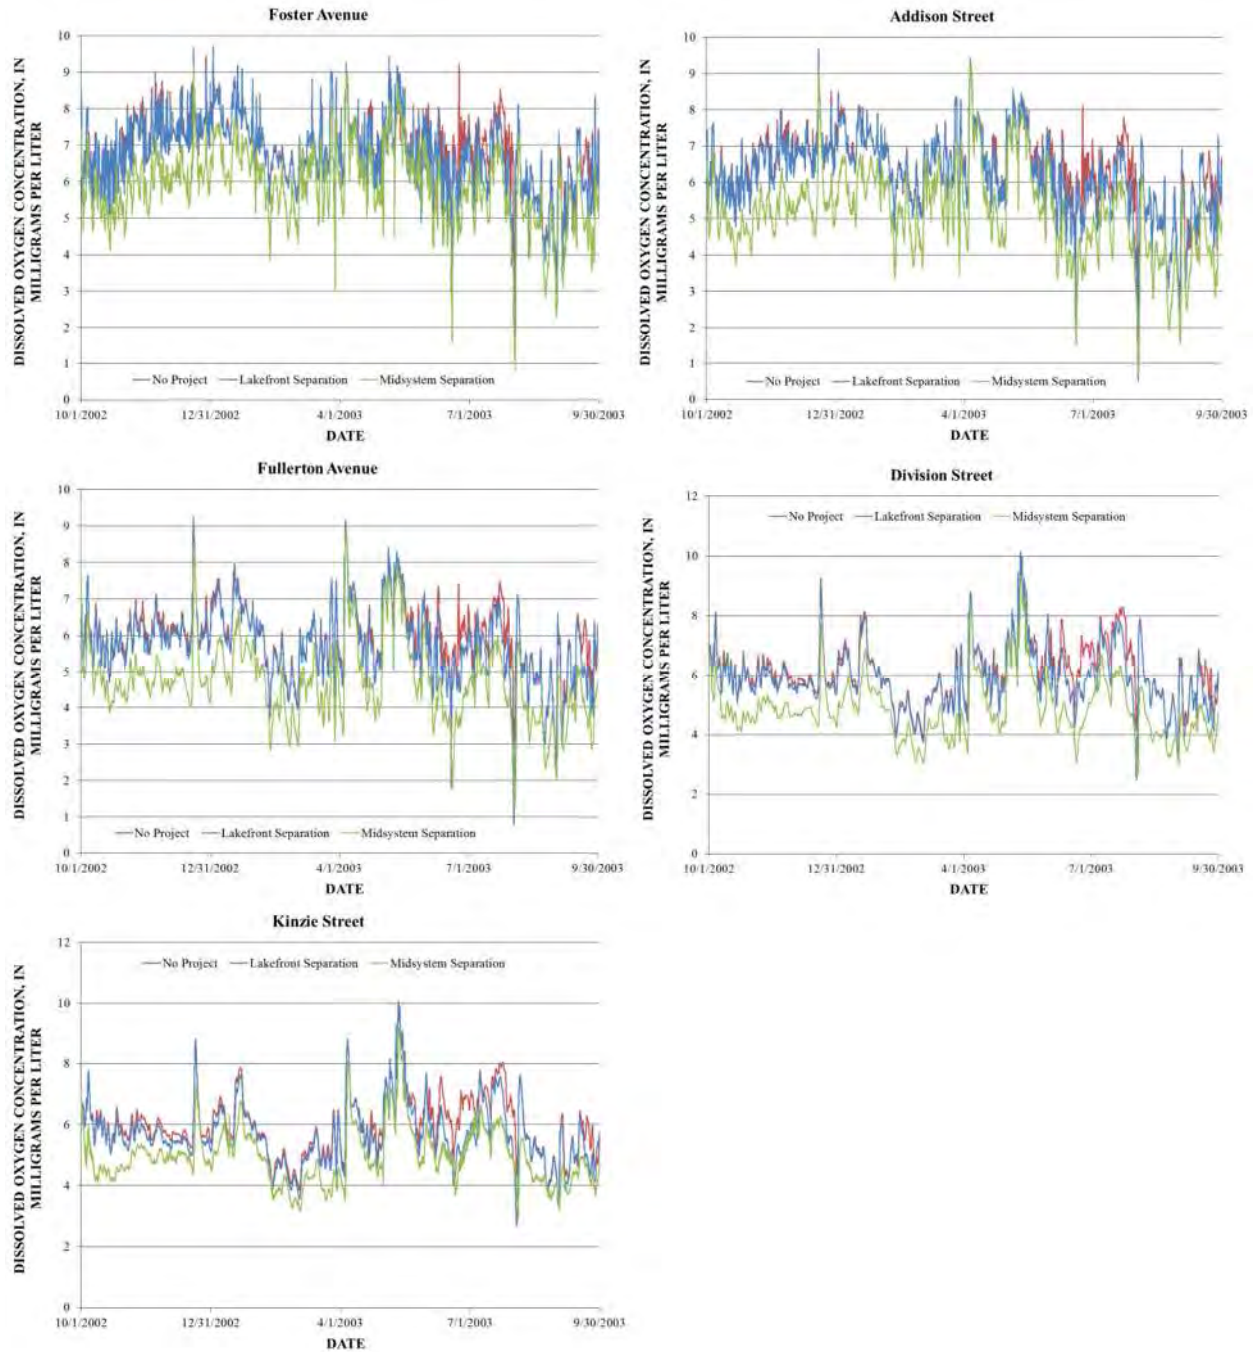 Foster Avenue
DISSOLVED OXYGEN CONCENTRATION, IN
MILLIGRAMS PER LITER
10
9
8
7
6
5
4
3
2
1
0
No Project Lakefront Separation Midsystem Separation
10/1/2002 12/31/2002 4/1/2003 7/1/2003 9/30/2003
DATE
Addison Street
DISSOLVED OXYGEN CONCENTRATION, IN
MILLIGRAMS PER LITER
10
9
8
7
6
5
4
3
2
1
0
No Project Lakefront Separation Midsystem Separation
10/1/2002 12/31/2002 4/1/2003 7/1/2003 9/30/2003
DATE
Fullerton Avenue
DISSOLVED OXYGEN CONCENTRATION, IN
MILLIGRAMS PER LITER
10
9
8
7
6
5
4
3
2
1
0
No Project Lakefront Separation Midsystem Separation
10/1/2002 12/31/2002 4/1/2003 7/1/2003 9/30/2003
DATE
Division Street
DISSOLVED OXYGEN CONCENTRATION, IN
MILLIGRAMS PER LITER
12
10
8
6
4
2
0
No Project Lakefront Separation Midsystem Separation
10/1/2002 12/31/2002 4/1/2003 7/1/2003 9/30/2003
DATE
Kinzie Street
DISSOLVED OXYGEN CONCENTRATION, IN
MILLIGRAMS PER LITER
12
10
8
6
4
2
0
No Project Lakefront Separation Midsystem Separation
10/1/2002 12/31/2002 4/1/2003 7/1/2003 9/30/2003
DATE